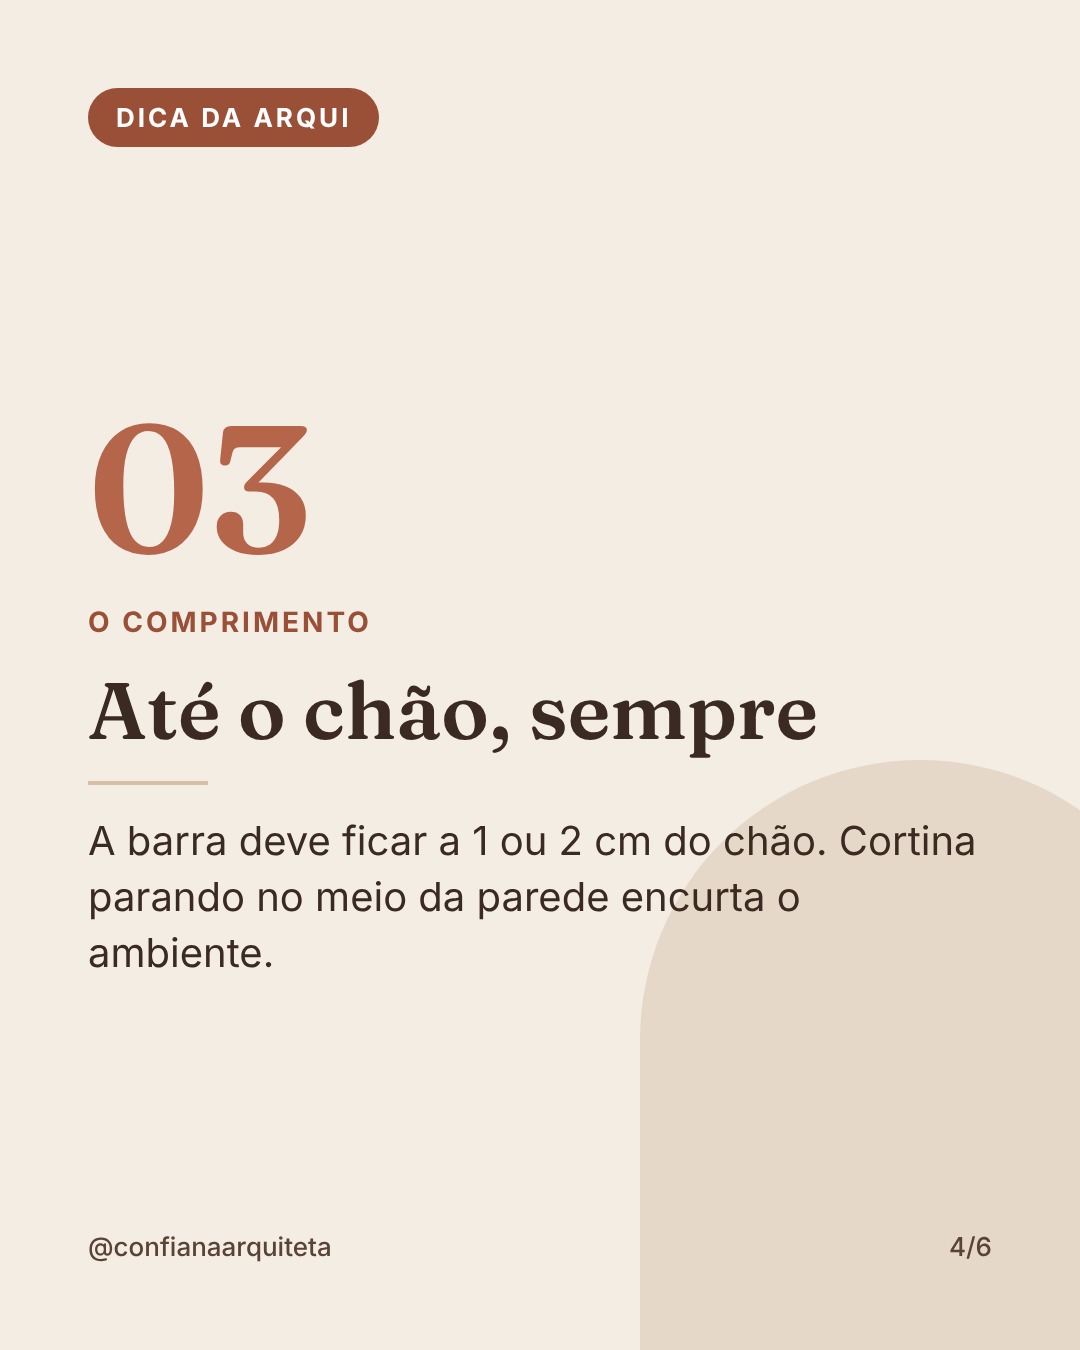 DICA DA ARQUI
03
O COMPRIMENTO
Até o chão, sempre
A barra deve ficar a 1 ou 2 cm do chão. Cortina
parando no meio da parede encurta o
ambiente.
@confianaarquiteta
4/6